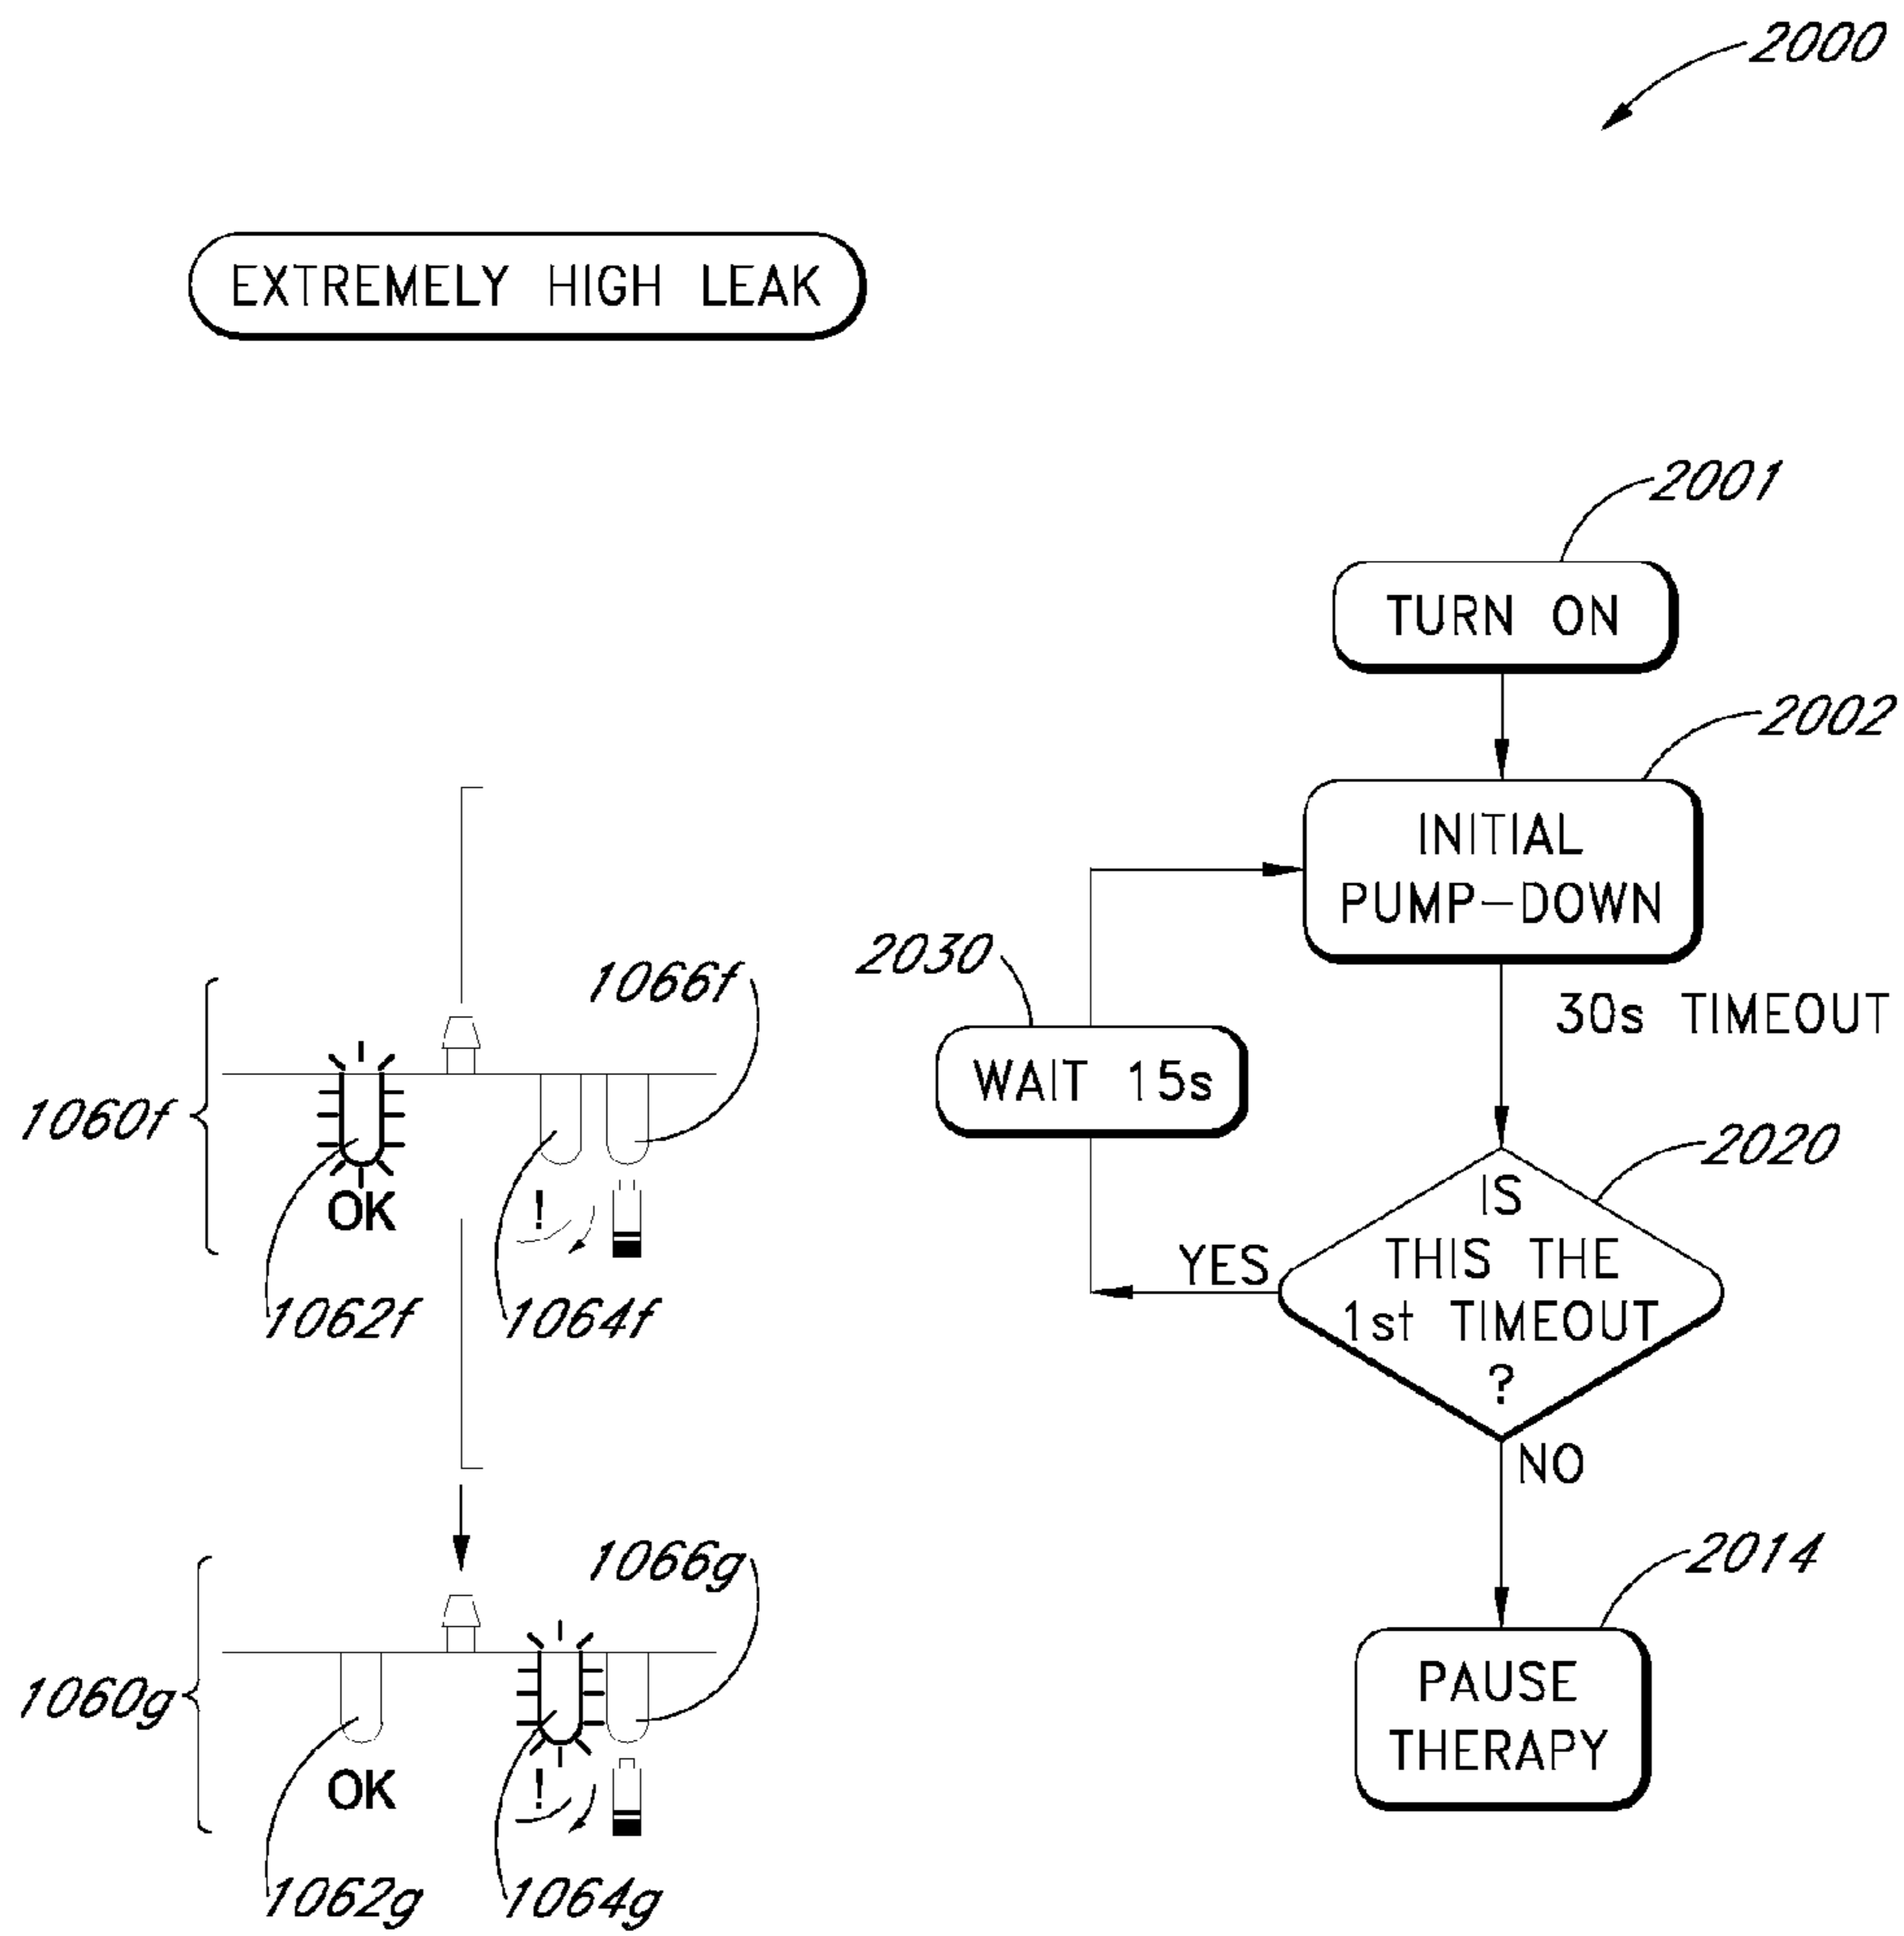 2000
EXTREMELY HIGH LEAK
2001
TURN ON
2002
INITIAL
PUMP-DOWN
30s TIMEOUT
2030
WAIT 15s
2020
IS
THIS THE
1st TIMEOUT
?
YES
NO
2014
PAUSE
THERAPY
1066f
1060f
OK
!
1062f
1064f
1066g
1060g
OK
!
1062g
1064g